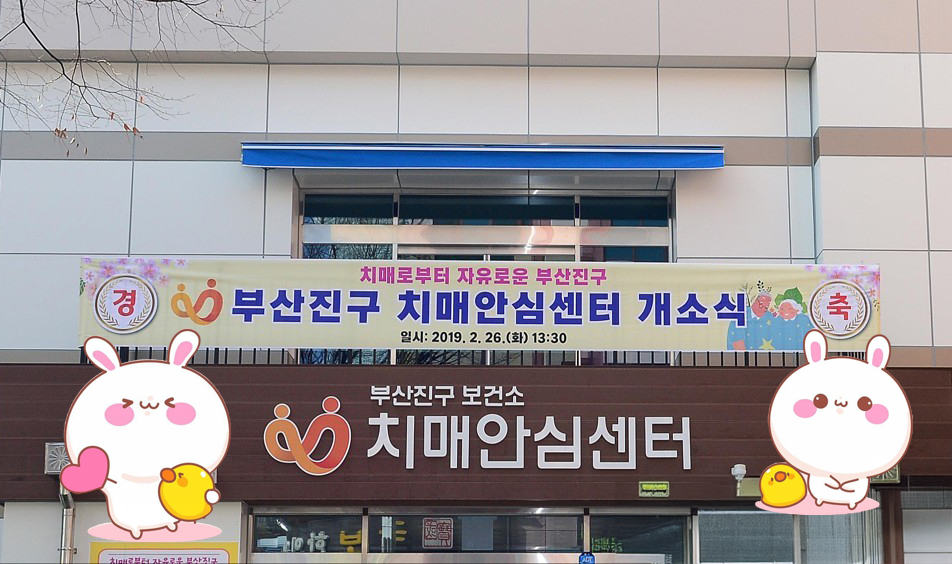 치매로부터 자유로운 부산진구
경
부산진구 치매안심센터 개소식
축
일시: 2019. 2. 26.(화) 13:30
부산진구 보건소
치매안심센터
치매로부터 자유로운 부산진구